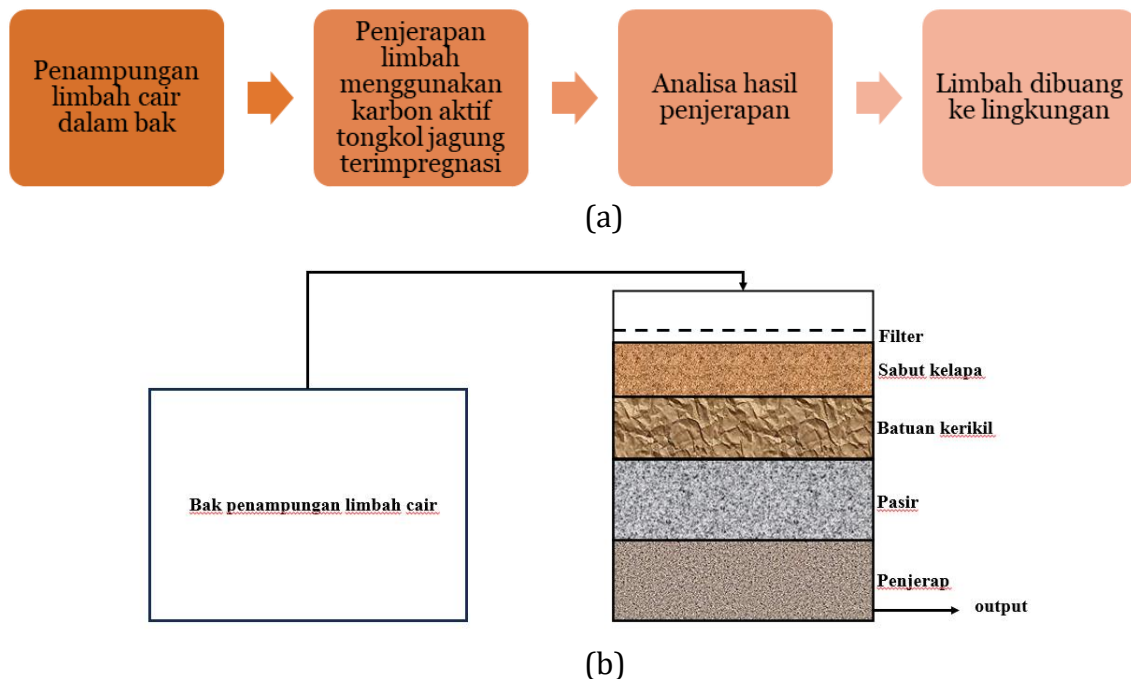 Penampungan
limbah cair
dalam bak
Penjerapan
limbah
menggunakan
karbon aktif
tongkol jagung
terimpregnasi
Analisa hasil
penjerapan
Limbah dibuang
ke lingkungan
(a)
Filter
Sabut kelapa
Batuan kerikil
Bak penampungan limbah cair
Pasir
Penjerap
output
(b)